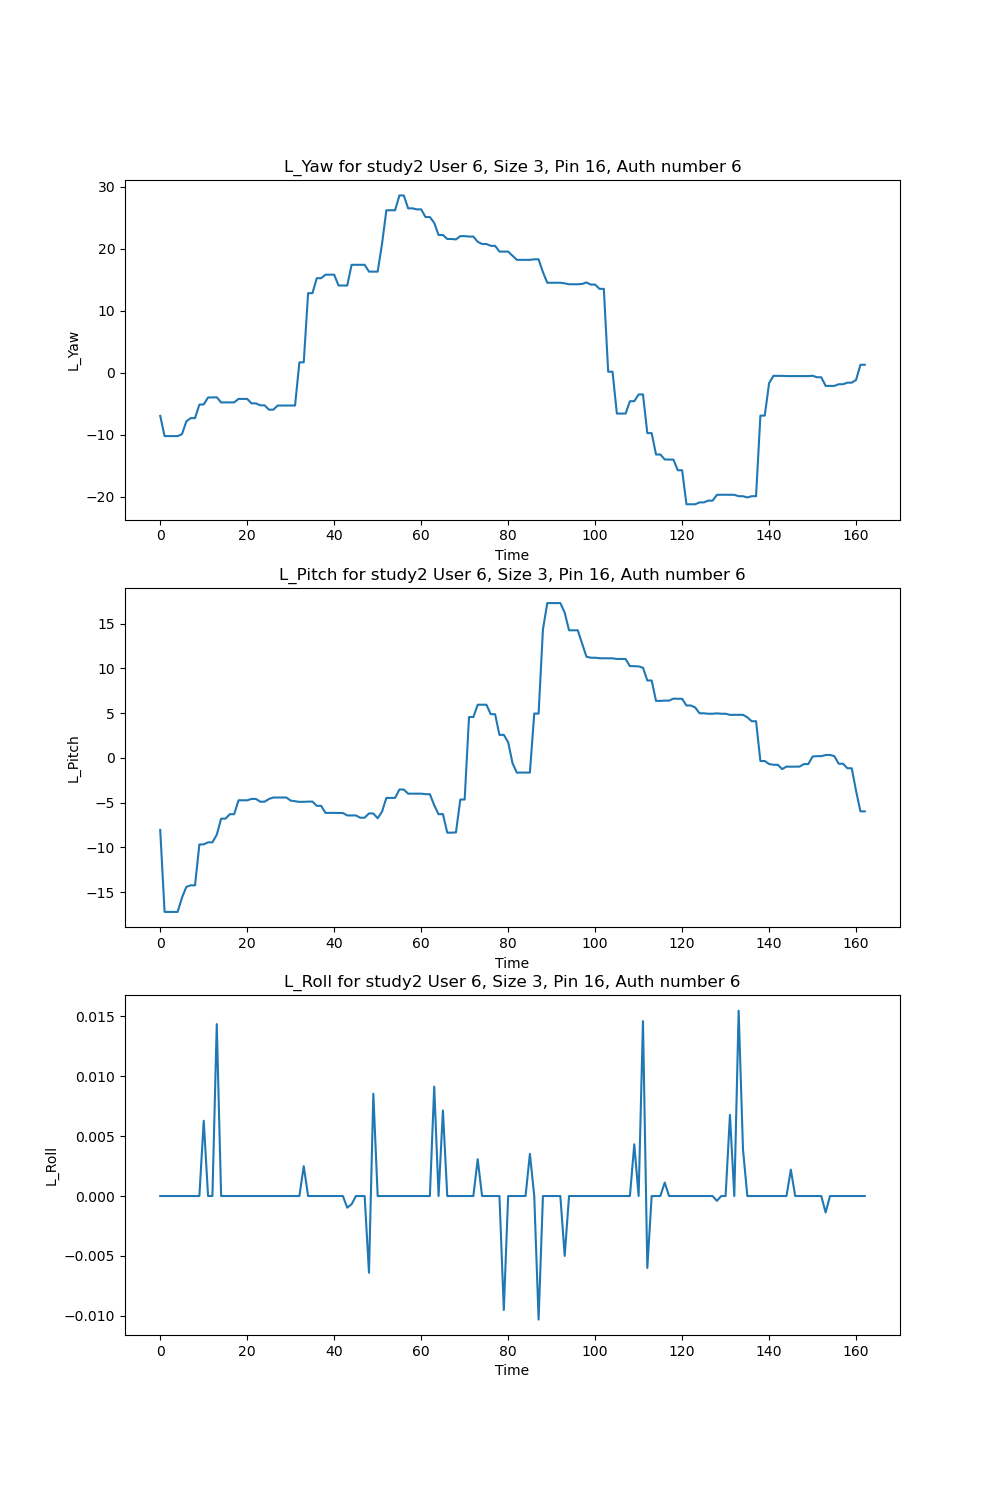 L_Yaw for study2 User 6, Size 3, Pin 16, Auth number 6
30
20
10
0
−10
−20
L_Yaw
0 20 40 60 80 100 120 140 160
Time
L_Pitch for study2 User 6, Size 3, Pin 16, Auth number 6
15
10
5
0
−5
−10
−15
L_Pitch
0 20 40 60 80 100 120 140 160
Time
L_Roll for study2 User 6, Size 3, Pin 16, Auth number 6
0.015
0.010
0.005
0.000
−0.005
−0.010
L_Roll
0 20 40 60 80 100 120 140 160
Time